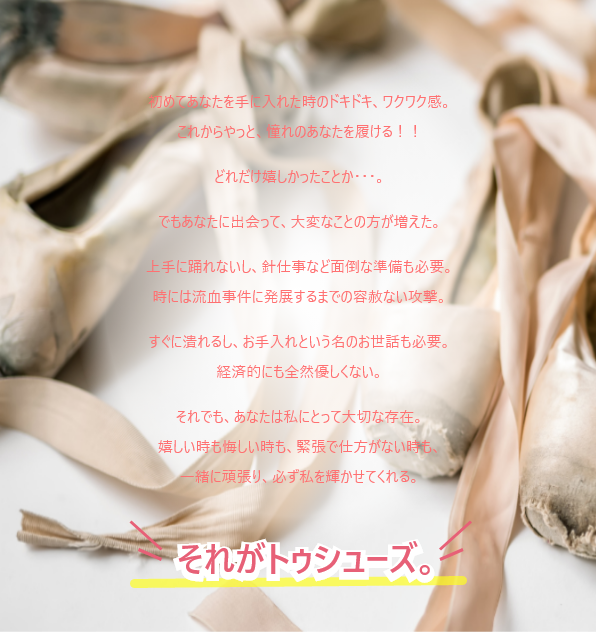 初めてあなたを手に入れた時のドキドキ、ワクワク感。
これからやっと、憧れのあなたを履ける！！
どれだけ嬉しかったことか・・・。
でもあなたに出会って、大変なことの方が増えた。
上手に踊れないし、針仕事など面倒な準備も必要。
時には流血事件に発展するまでの容赦ない攻撃。
すぐに潰れるし、お手入れという名のお世話も必要。
経済的にも全然優しくない。
それでも、あなたは私にとって大切な存在。
嬉しい時も悔しい時も、緊張で仕方がない時も、
一緒に頑張り、必ず私を輝かせてくれる。
それがトゥシューズ。